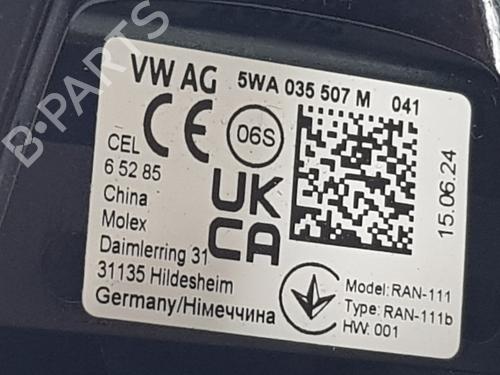 B-PARTS
VW AG 5WA 035 507 M 041
CE 06S
CEL
6 52 85
China
Molex
Daimlerring 31
31135 Hildesheim
Germany/Німеччина
UK
CA
15.06.24
Model: RAN-111
Type: RAN-111b
HW: 001